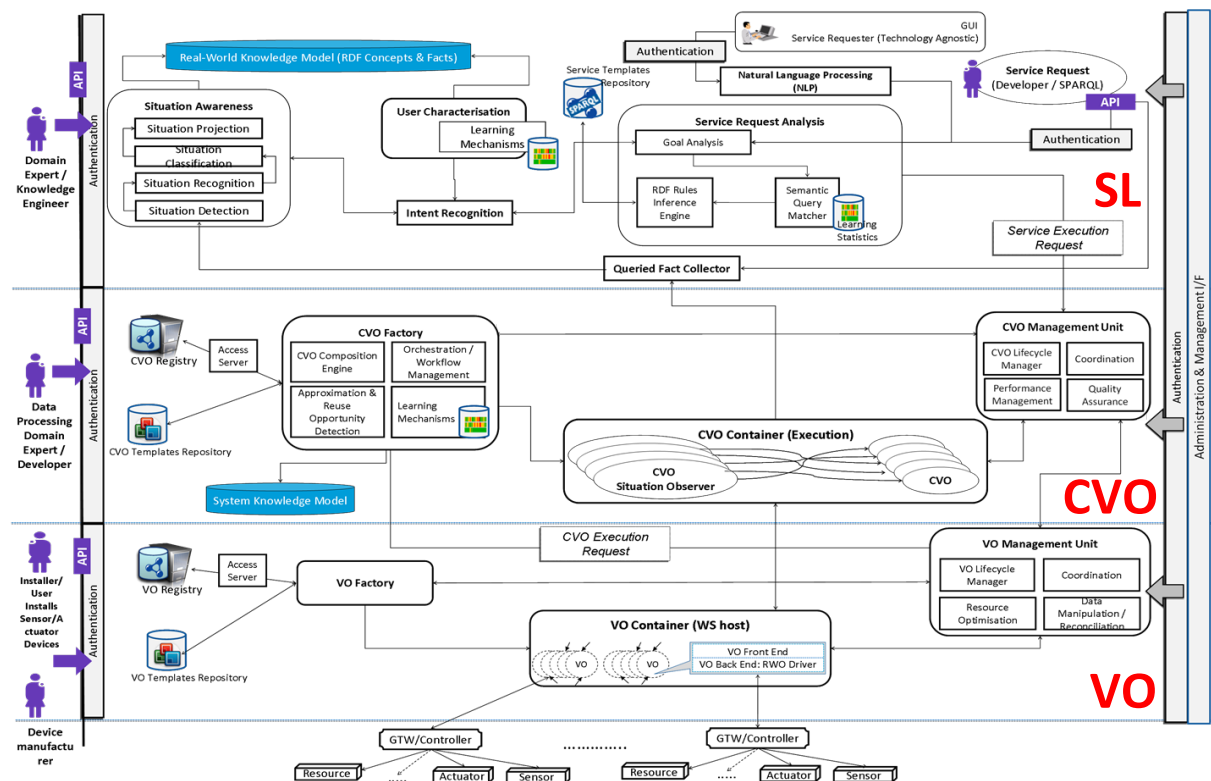 GUI
Service Requester (Technology Agnostic)
Authentication
Real-World Knowledge Model (RDF Concepts & Facts)
Service Templates
Repository
Natural Language Processing
(NLP)
Service Request
(Developer / SPARQL)
API
API
SPARQL
Authentication
Situation Awareness
Situation Projection
Situation
Classification
Situation Recognition
Situation Detection
User Characterisation
Learning
Mechanisms
Service Request Analysis
Goal Analysis
RDF Rules
Inference
Engine
Semantic
Query
Matcher
Learning
Statistics
Intent Recognition
Authentication
Domain
Expert /
Knowledge
Engineer
SL
Service Execution
Request
Queried Fact Collector
Administration & Management I/F
Authentication
API
CVO Registry
Access
Server
CVO Factory
CVO Composition
Engine
Orchestration /
Workflow
Management
Approximation &
Reuse
Opportunity
Detection
Learning
Mechanisms
CVO Management Unit
CVO Lifecycle
Manager
Coordination
Performance
Management
Quality
Assurance
Authentication
Data
Processing
Domain
Expert /
Developer
CVO Templates Repository
CVO Container (Execution)
CVO
Situation Observer
CVO
System Knowledge Model
CVO
CVO Execution
Request
API
VO Registry
Access
Server
VO Factory
VO Management Unit
VO Lifecycle
Manager
Coordination
Resource
Optimisation
Data
Manipulation /
Reconciliation
Authentication
Installer/
User
Installs
Sensor/A
ctuator
Devices
VO Templates Repository
VO Container (WS host)
VO
VO
VO Front End
VO Back End: RWO Driver
VO
Device
manufactu
rer
GTW/Controller
..............
GTW/Controller
Resource
.....
Actuator
Sensor
Resource
.....
Actuator
Sensor